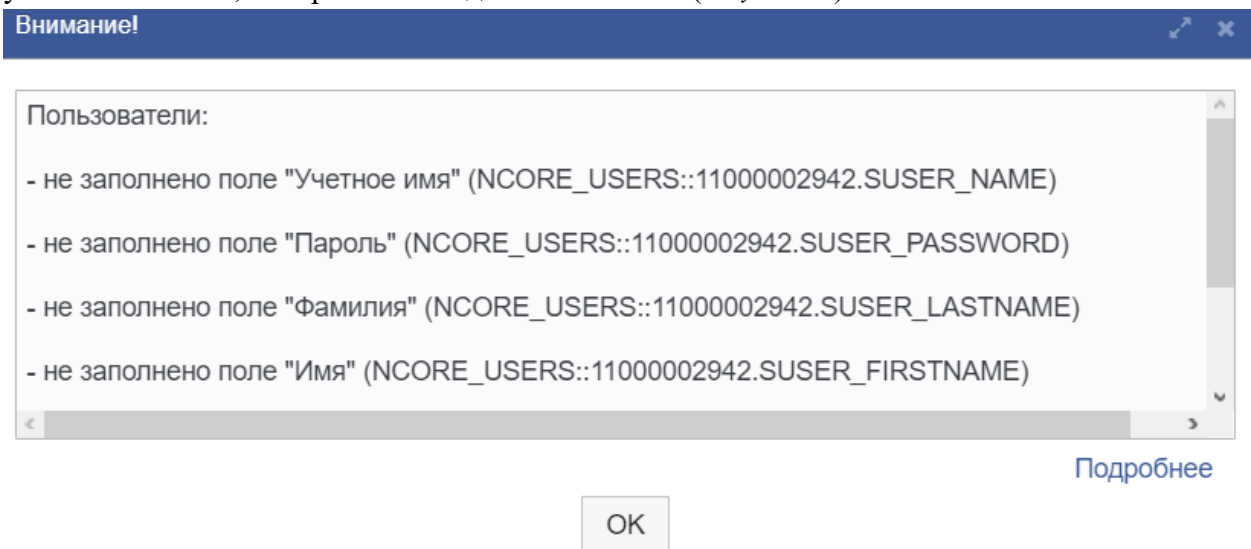 Внимание!
Пользователи:
- не заполнено поле "Учетное имя" (NCORE_USERS::11000002942.SUSER_NAME)
- не заполнено поле "Пароль" (NCORE_USERS::11000002942.SUSER_PASSWORD)
- не заполнено поле "Фамилия" (NCORE_USERS::11000002942.SUSER_LASTNAME)
- не заполнено поле "Имя" (NCORE_USERS::11000002942.SUSER_FIRSTNAME)
Подробнее
OK